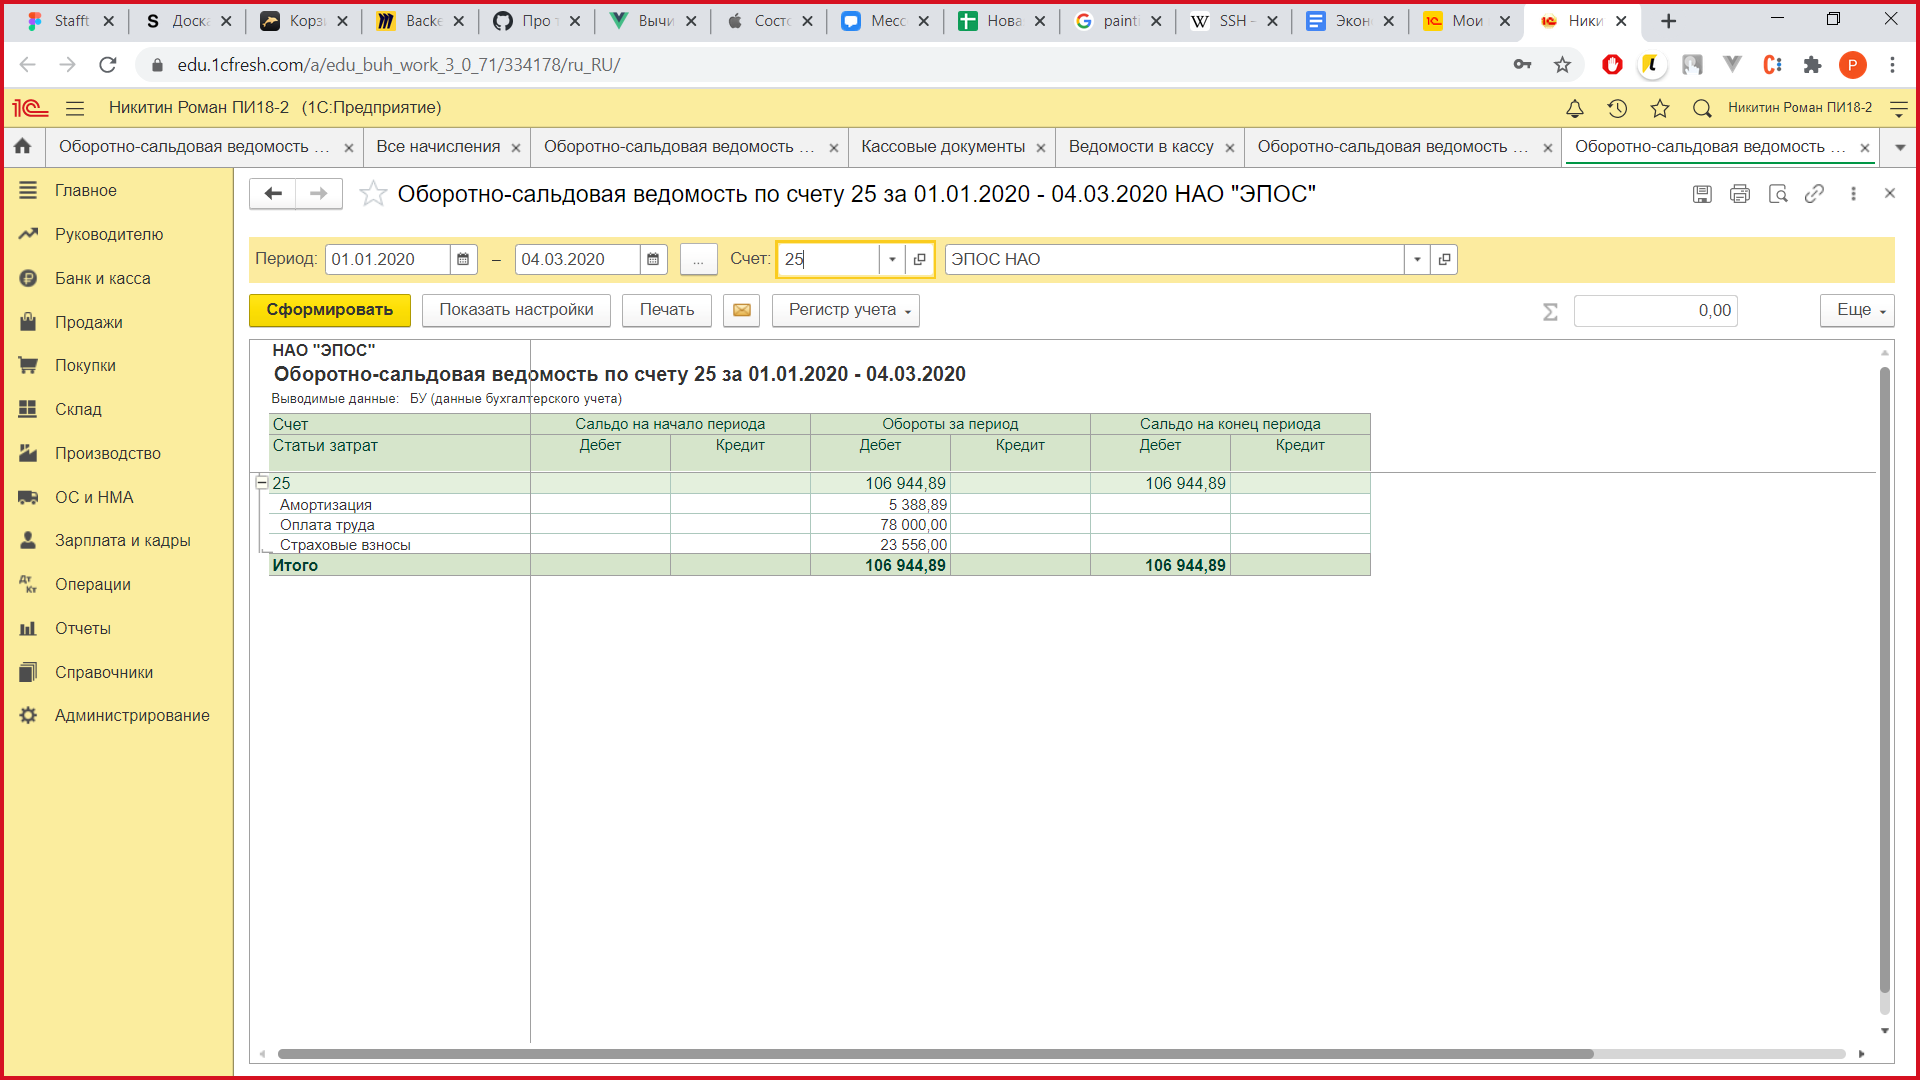 Stafft
S Доска
Корзи
Backe
Про т
Вычи
Состо
Месс
Нова
painti
W SSH –
Экон
Мои
Ники
edu.1cfresh.com/a/edu_buh_work_3_0_71/334178/ru_RU/
P
Никитин Роман ПИ18-2 (1С:Предприятие)
Никитин Роман ПИ18-2
Оборотно-сальдовая ведомость ...
Все начисления
Оборотно-сальдовая ведомость ...
Кассовые документы
Ведомости в кассу
Оборотно-сальдовая ведомость ...
Оборотно-сальдовая ведомость ...
Главное
Руководителю
Банк и касса
Продажи
Покупки
Склад
Производство
ОС и НМА
Зарплата и кадры
Операции
Отчеты
Справочники
Администрирование
Оборотно-сальдовая ведомость по счету 25 за 01.01.2020 - 04.03.2020 НАО "ЭПОС"
Период: 01.01.2020 – 04.03.2020 ... Счет: 25 ЭПОС НАО
Сформировать Показать настройки Печать Регистр учета Σ 0,00 Еще
НАО "ЭПОС"
Оборотно-сальдовая ведомость по счету 25 за 01.01.2020 - 04.03.2020
Выводимые данные: БУ (данные бухгалтерского учета)
Счет Сальдо на начало периода Обороты за период Сальдо на конец периода
Статьи затрат Дебет Кредит Дебет Кредит Дебет Кредит
25 106 944,89 106 944,89
Амортизация 5 388,89
Оплата труда 78 000,00
Страховые взносы 23 556,00
Итого 106 944,89 106 944,89